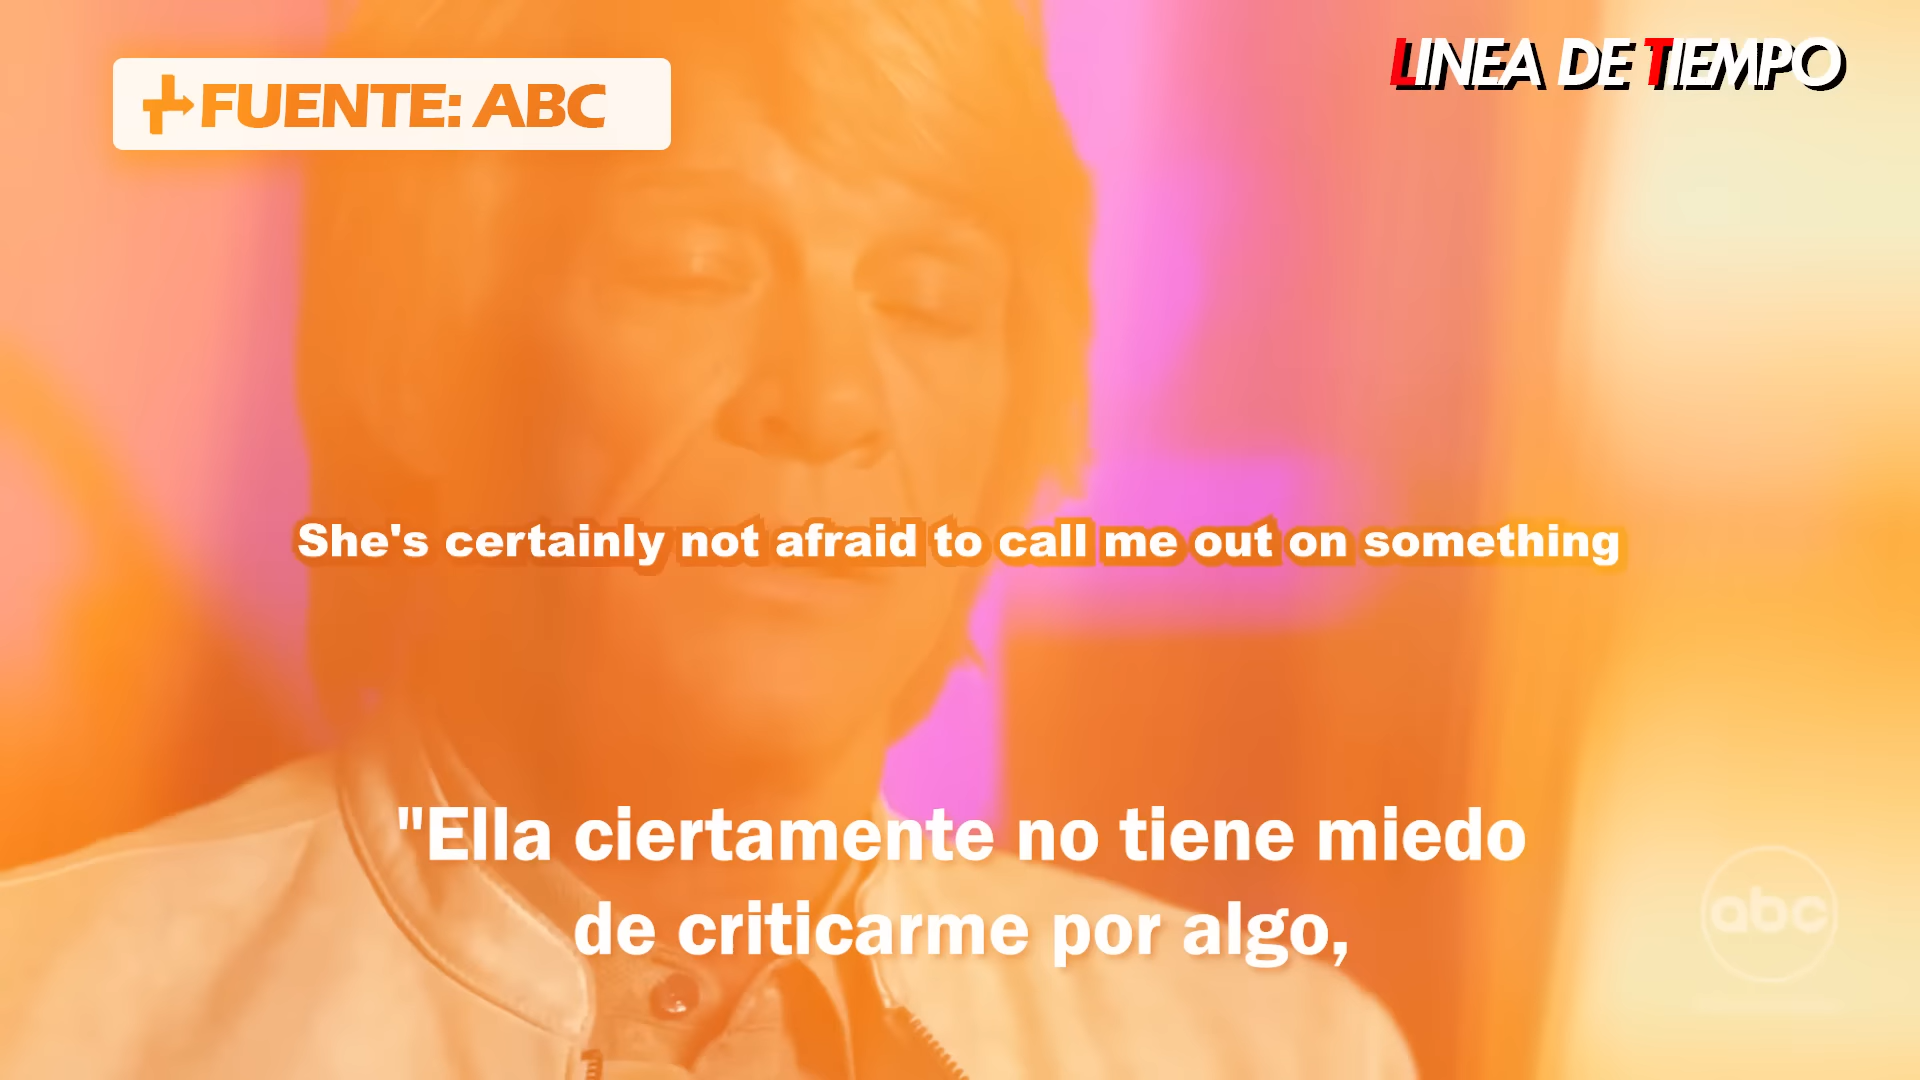 FUENTE: ABC
LINEA DE TIEMPO
She's certainly not afraid to call me out on something
"Ella ciertamente no tiene miedo
de criticarme por algo,
abc